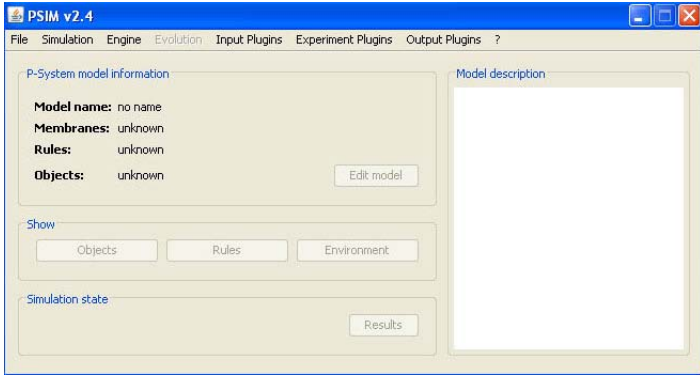 PSIM v2.4
File Simulation Engine Evolution Input Plugins Experiment Plugins Output Plugins ?
P-System model information
Model name: no name
Membranes: unknown
Rules: unknown
Objects: unknown
Edit model
Show
Objects Rules Environment
Simulation state
Results
Model description